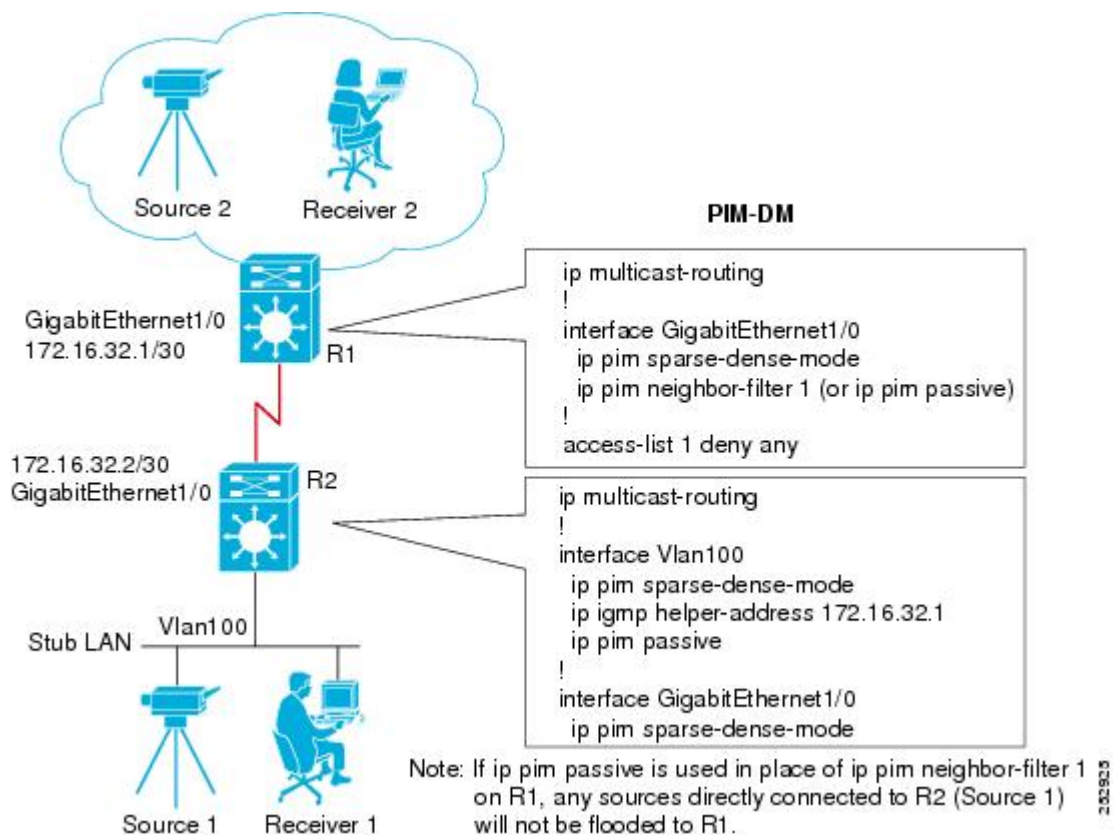 Source 2
Receiver 2
PIM-DM
GigabitEthernet1/0
172.16.32.1/30
R1
ip multicast-routing
!
interface GigabitEthernet1/0
ip pim sparse-dense-mode
ip pim neighbor-filter 1 (or ip pim passive)
!
access-list 1 deny any
172.16.32.2/30
GigabitEthernet1/0
R2
ip multicast-routing
!
interface Vlan100
ip pim sparse-dense-mode
ip igmp helper-address 172.16.32.1
ip pim passive
!
interface GigabitEthernet1/0
ip pim sparse-dense-mode
Vlan100
Stub LAN
Source 1
Receiver 1
Note: If ip pim passive is used in place of ip pim neighbor-filter 1
on R1, any sources directly connected to R2 (Source 1)
will not be flooded to R1.
282925